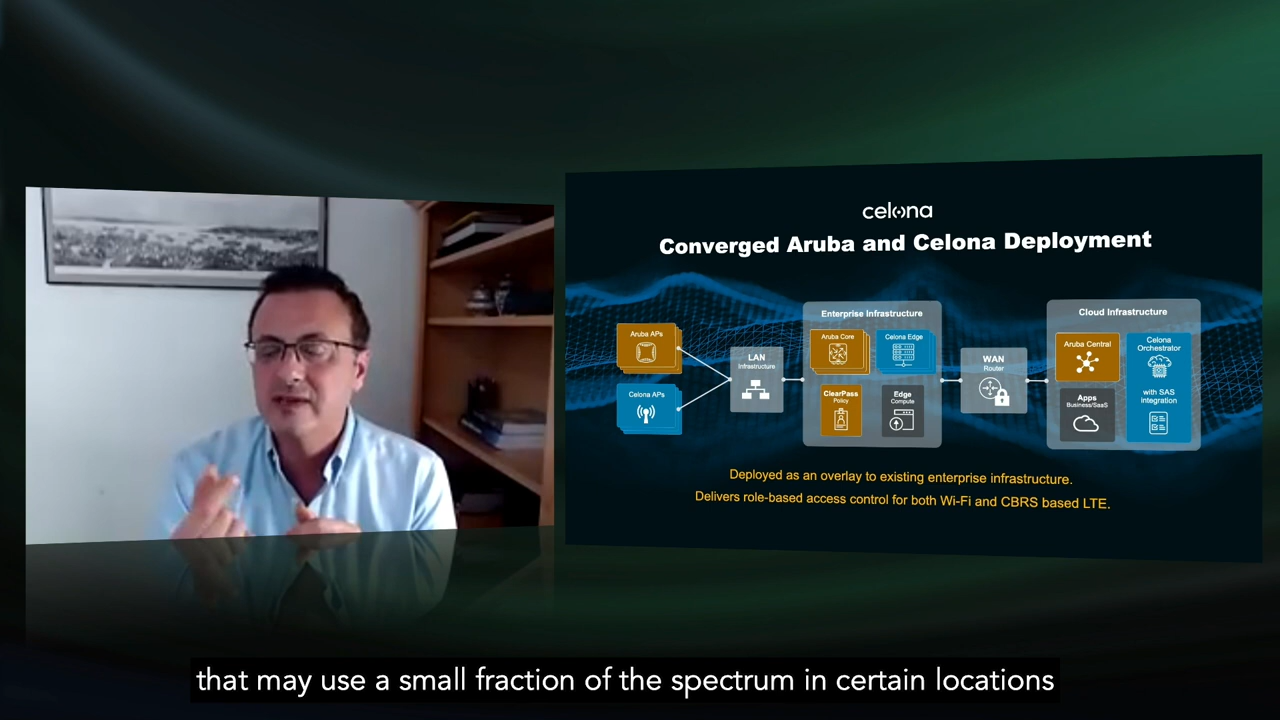 celona
Converged Aruba and Celona Deployment
Aruba APs
Celona APs
LAN
Infrastructure
Enterprise Infrastructure
Aruba Core
Celona Edge
ClearPass
Policy
Edge
Compute
WAN
Router
Cloud Infrastructure
Aruba Central
Apps
Business/SaaS
Celona
Orchestrator
with SAS
integration
Deployed as an overlay to existing enterprise infrastructure.
Delivers role-based access control for both Wi-Fi and CBRS based LTE.
that may use a small fraction of the spectrum in certain locations